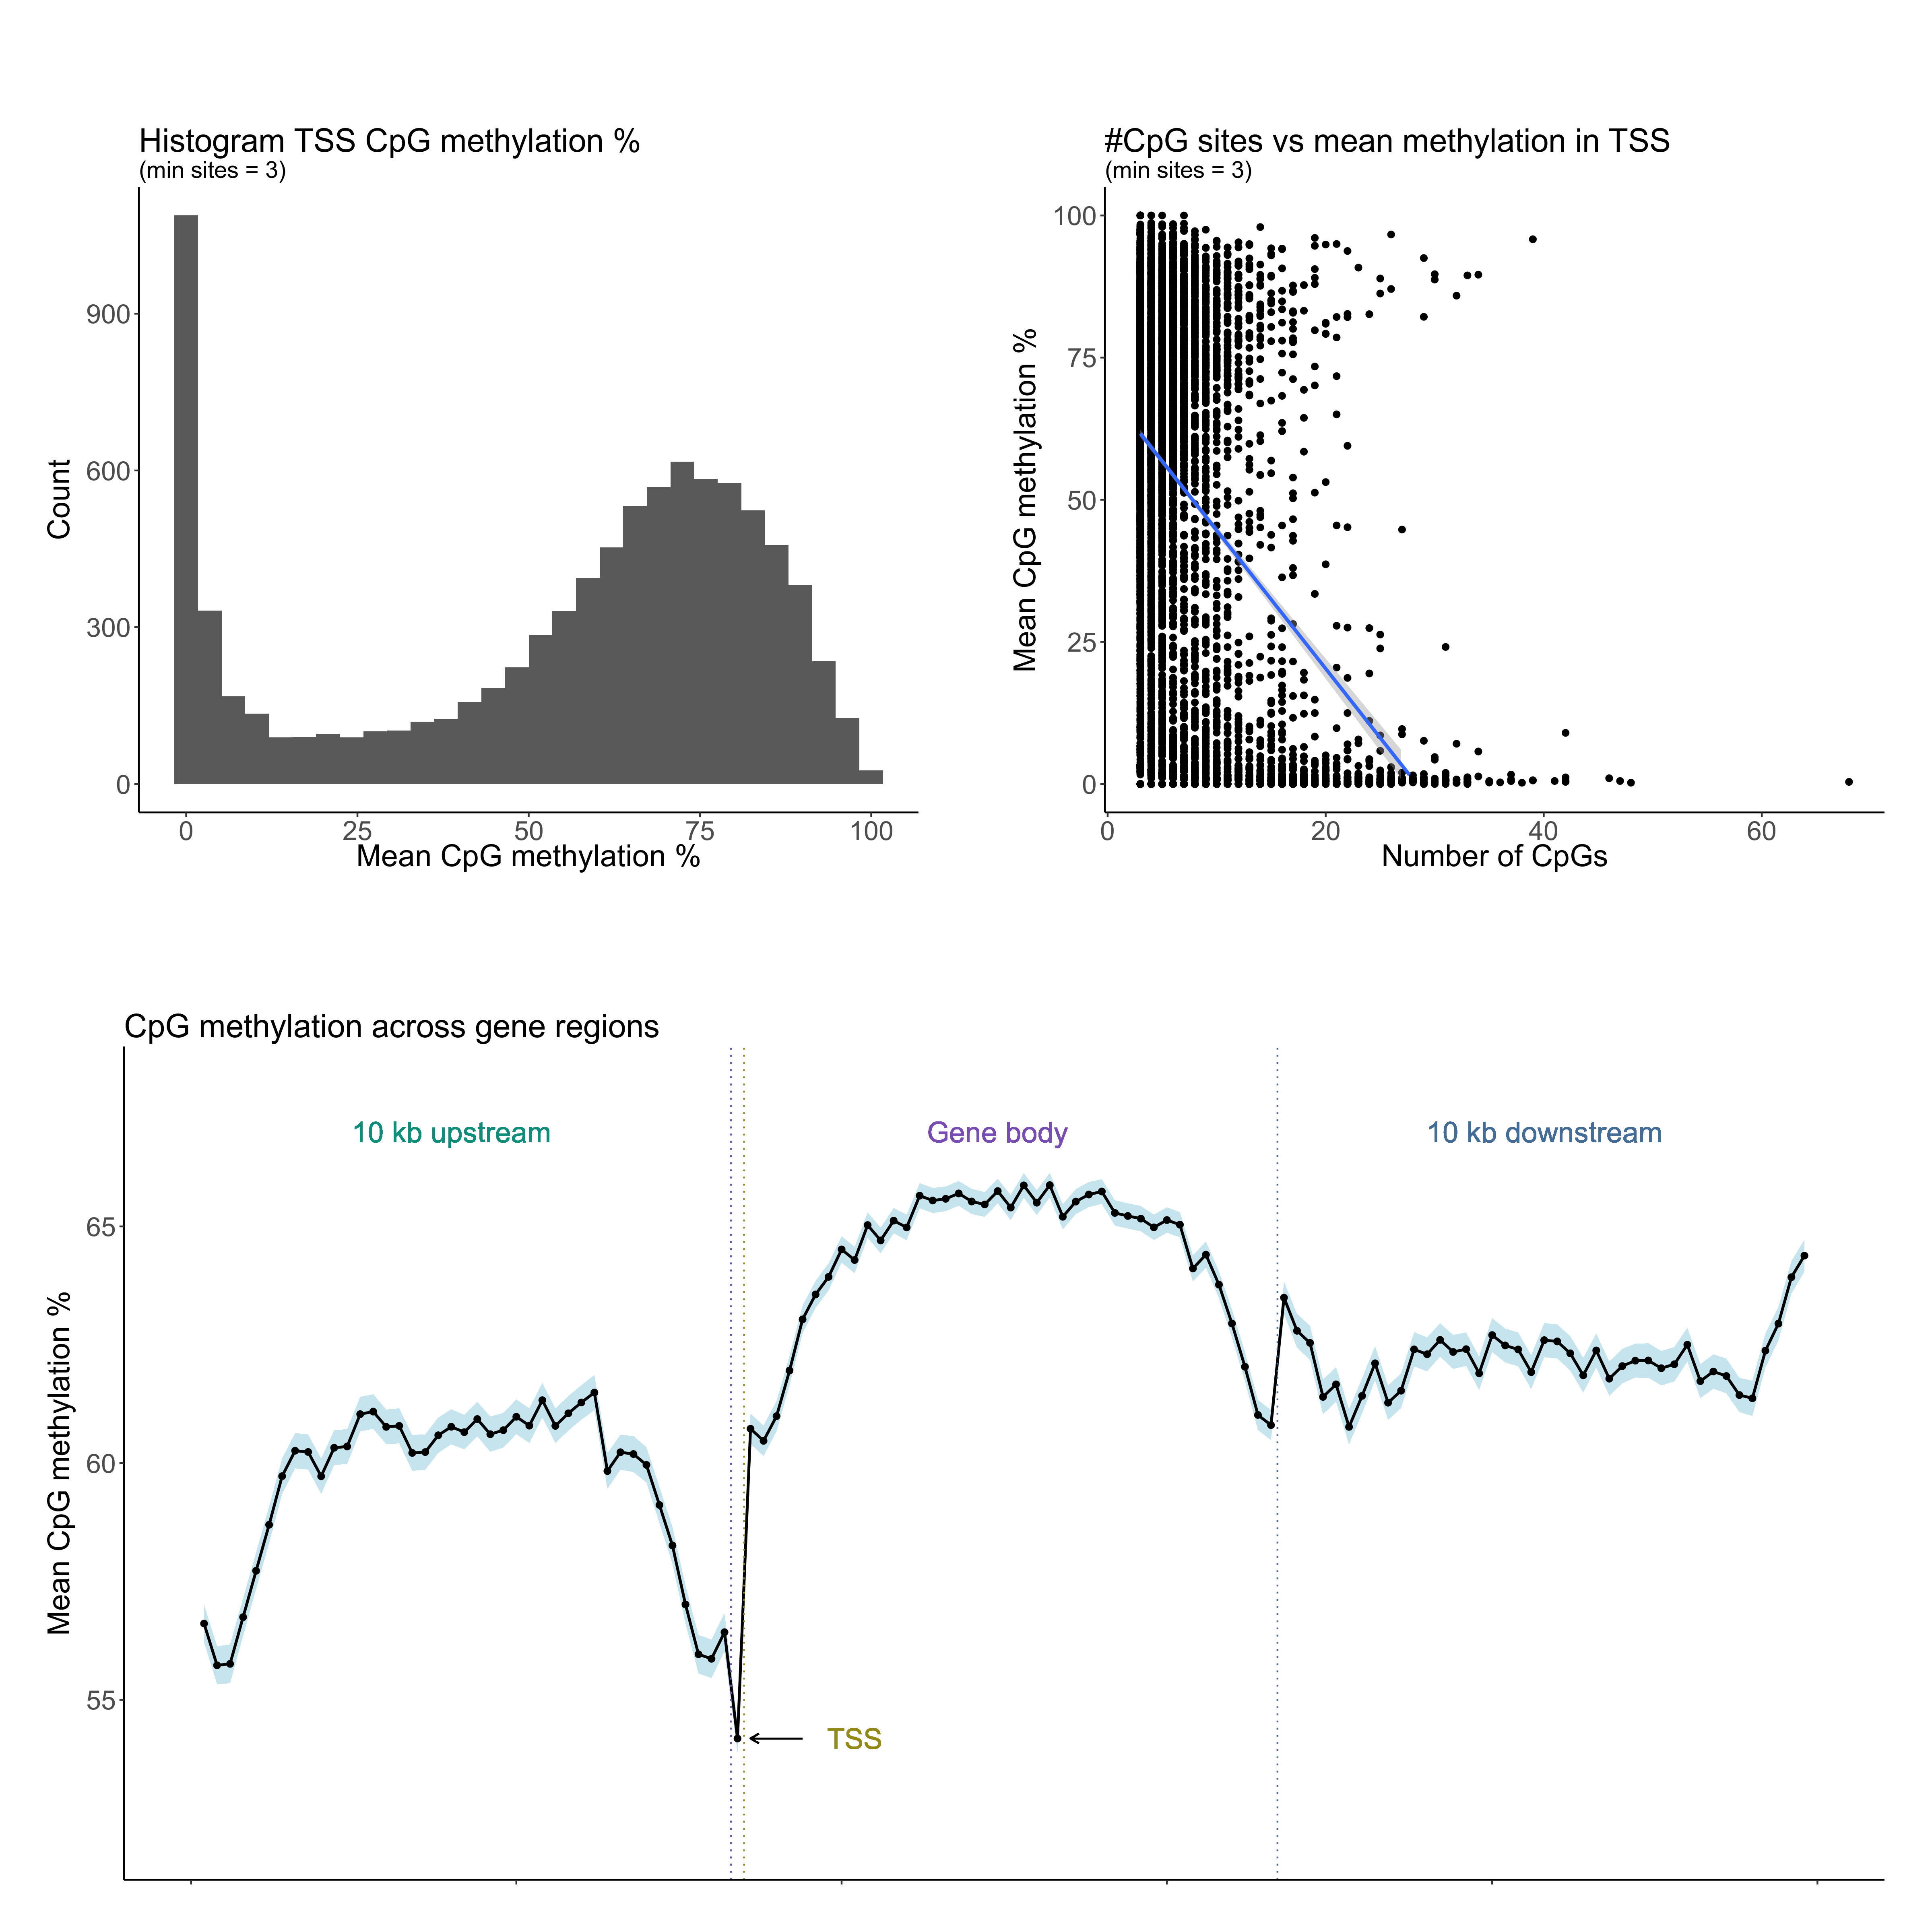 Histogram TSS CpG methylation %
(min sites = 3)
900
600
300
0
Count
0 25 50 75 100
Mean CpG methylation %
#CpG sites vs mean methylation in TSS
(min sites = 3)
100
75
50
25
0
Mean CpG methylation %
0 20 40 60
Number of CpGs
CpG methylation across gene regions
10 kb upstream Gene body 10 kb downstream
65
60
55
Mean CpG methylation %
TSS